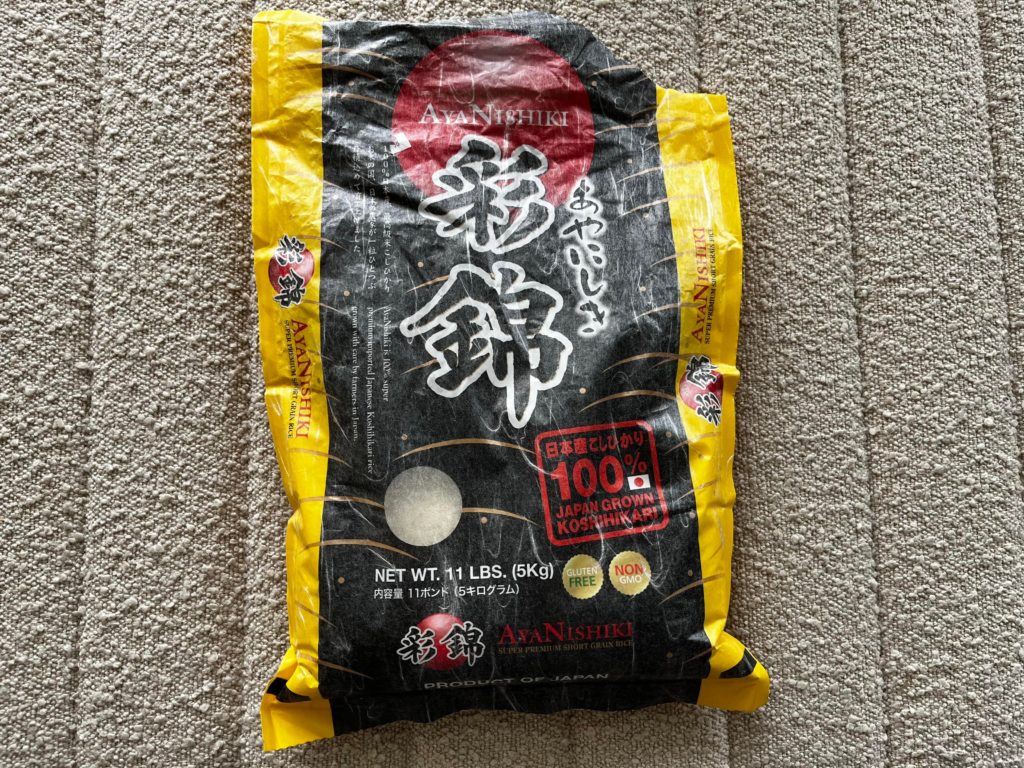 AYANISHIKI
彩錦
あやにしき
AyaNishiki is 100% super
premium imported Japanese Koshihikari rice
grown with care by farmers in Japan.
日本産こしひかり
100%
JAPAN GROWN
KOSHIHIKARI
NET WT. 11 LBS. (5Kg)
内容量 11ポンド (5キログラム)
GLUTEN
FREE
NON
GMO
彩錦
AYANISHIKI
SUPER PREMIUM SHORT GRAIN RICE
PRODUCT OF JAPAN
彩錦
AYANISHIKI
SUPER PREMIUM SHORT GRAIN RICE
AYANISHIKI
SUPER PREMIUM SHORT GRAIN RICE
彩錦